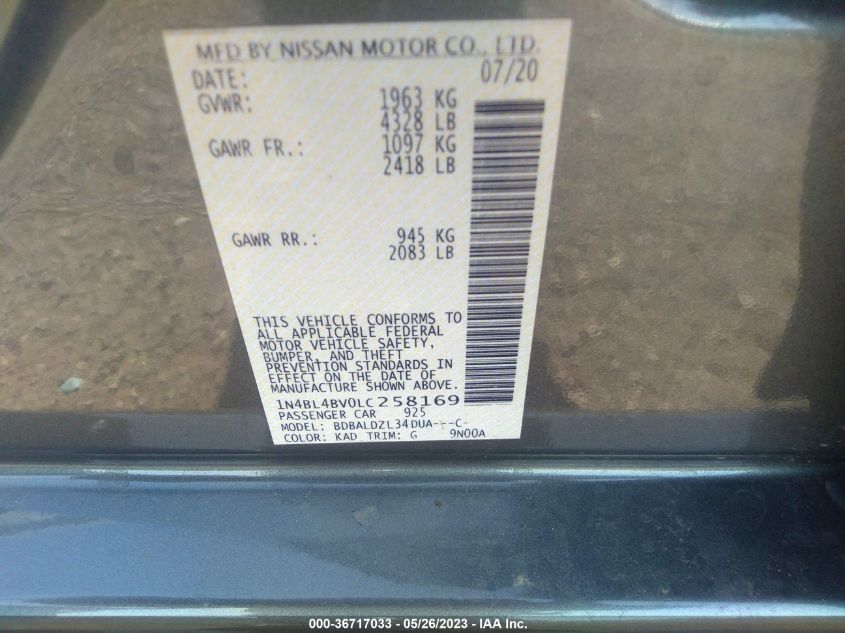 MFD BY NISSAN MOTOR CO., LTD.
DATE: 07/20
GVWR: 1963 KG
4328 LB
GAWR FR.: 1097 KG
2418 LB
GAWR RR.: 945 KG
2083 LB
THIS VEHICLE CONFORMS TO
ALL APPLICABLE FEDERAL
MOTOR VEHICLE SAFETY,
BUMPER, AND THEFT
PREVENTION STANDARDS IN
EFFECT ON THE DATE OF
MANUFACTURE SHOWN ABOVE.
1N4BL4BV0LC258169
PASSENGER CAR 925
MODEL: BDBALDZL34DUA---C-
COLOR: KAD TRIM: G 9N00A
000-36717033 - 05/26/2023 - IAA Inc.